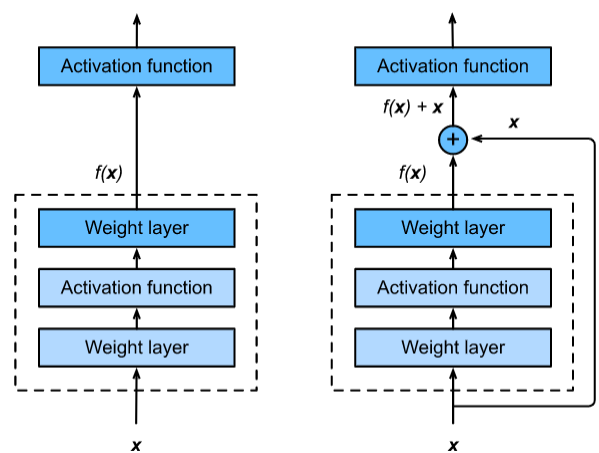 Activation function
f(x)
Weight layer
Activation function
Weight layer
x
Activation function
f(x) + x
+
x
f(x)
Weight layer
Activation function
Weight layer
x